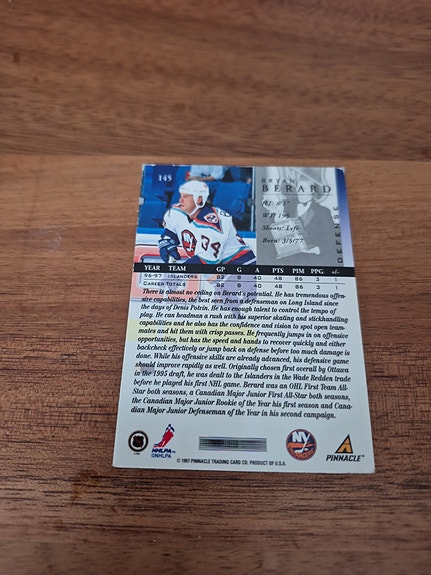 145
BRYAN
BERARD
HT: 6'1"
WT: 195
Shoots: Left
Born: 3/5/77
DEFENSE
34
YEAR TEAM GP G A PTS PIM PPG +/-
96-97 ISLANDERS 82 8 40 48 86 3 1
CAREER TOTALS 82 8 40 48 86 3 1
There is almost no ceiling on Berard's potential. He has tremendous offen-
sive capabilities, the best seen from a defenseman on Long Island since
the days of Denis Potvin. He has enough talent to control the tempo of
play. He can headman a rush with his superior skating and stickhandling
capabilities and he also has the confidence and vision to spot open team-
mates and hit them with crisp passes. He frequently jumps in on offensive
opportunities, but has the speed and hands to recover quickly and either
backcheck effectively or jump back on defense before too much damage is
done. While his offensive skills are already advanced, his defensive game
should improve rapidly as well. Originally chosen first overall by Ottawa
in the 1995 draft, he was dealt to the Islanders in the Wade Redden trade
before he played his first NHL game. Berard was an OHL First Team All-
Star both seasons, a Canadian Major Junior First All-Star both seasons,
the Canadian Major Junior Rookie of the Year his first season and Cana-
dian Major Junior Defenseman of the Year in his second campaign.
NHLPA™
©NHLPA
NY
PINNACLE®
© 1997 PINNACLE TRADING CARD CO. PRODUCT OF U.S.A.